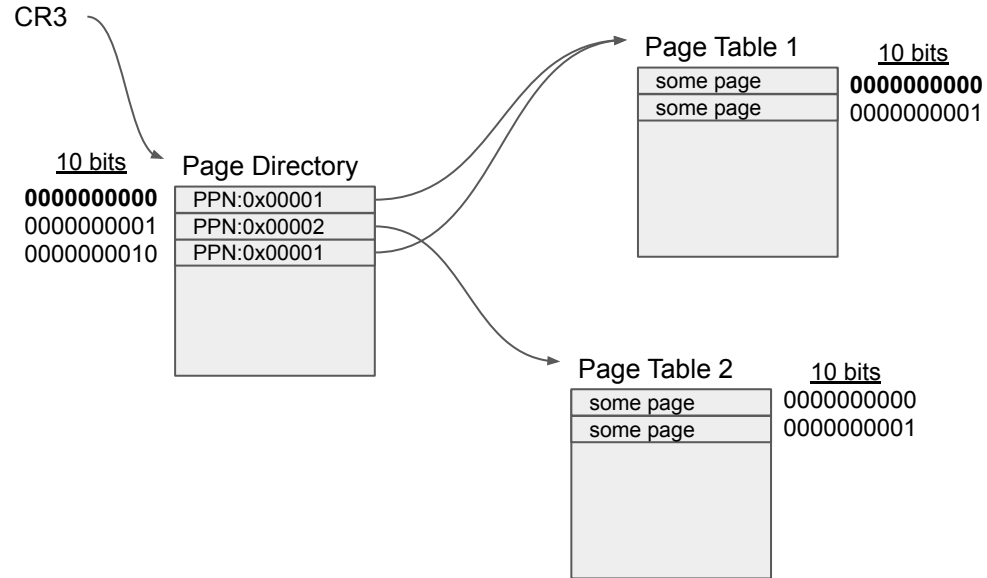 CR3
10 bits
Page Directory
0000000000 PPN:0x00001
0000000001 PPN:0x00002
0000000010 PPN:0x00001
Page Table 1
10 bits
some page 0000000000
some page 0000000001
Page Table 2
10 bits
some page 0000000000
some page 0000000001